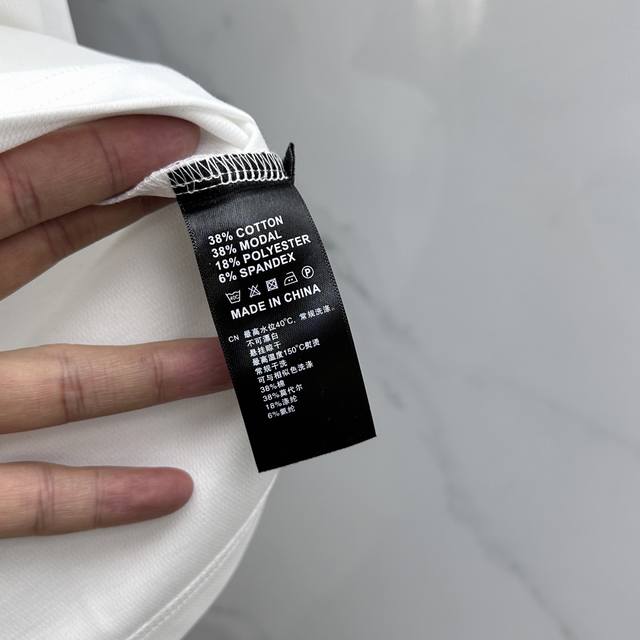 38% COTTON
38% MODAL
18% POLYESTER
6% SPANDEX
MADE IN CHINA
CN 最高水位40℃，常规洗涤，
不可漂白
悬挂晾干
最高温度150℃熨烫
常规干洗
可与相似色洗涤
38%棉
38%莫代尔
18%涤轮
6%氨纶